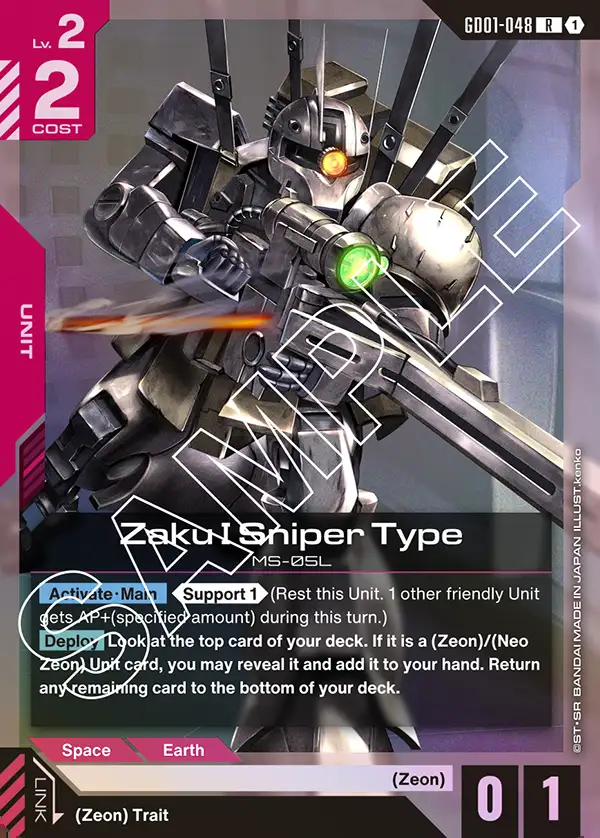 Lv. 2
2
COST
GD01-048 R 1
UNIT
SAMPLE
Zaku I Sniper Type
MS-05L
Activate･Main Support 1 (Rest this Unit. 1 other friendly Unit
gets AP+(specified amount) during this turn.)
Deploy Look at the top card of your deck. If it is a (Zeon)/(Neo
Zeon) Unit card, you may reveal it and add it to your hand. Return
any remaining card to the bottom of your deck.
©ST･SR BANDAI MADE IN JAPAN ILLUST.kenko
Space Earth
(Zeon)
LINK
(Zeon) Trait
0 1